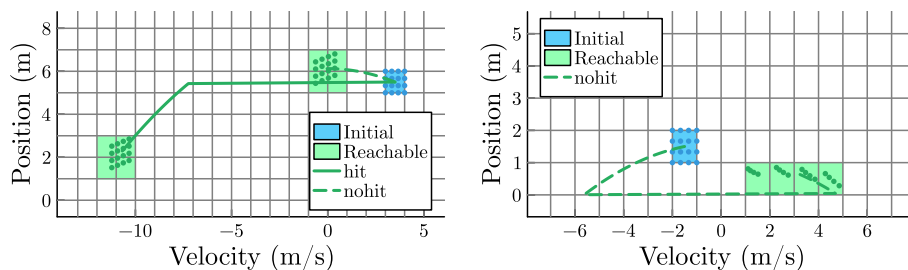 Position (m)
8
6
4
2
0
Initial
Reachable
hit
nohit
−10
−5
0
5
Velocity (m/s)
Position (m)
5
4
3
2
1
0
Initial
Reachable
nohit
−6
−4
−2
0
2
4
6
Velocity (m/s)